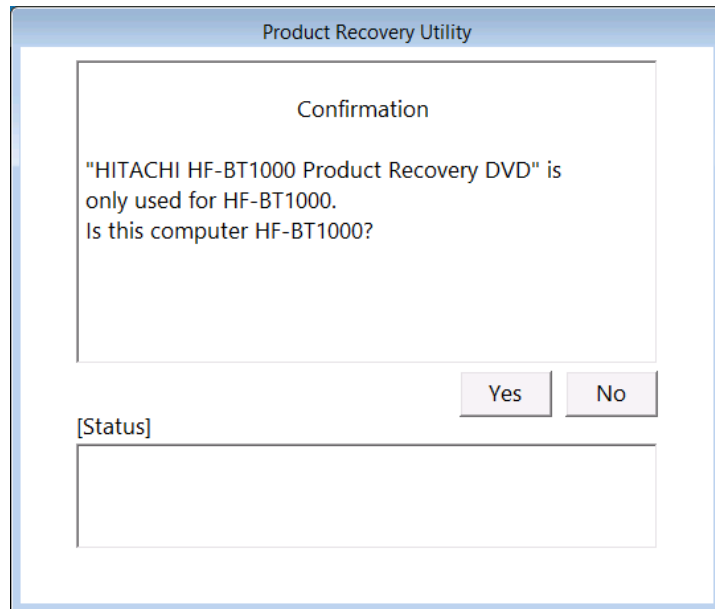 Product Recovery Utility
Confirmation
"HITACHI HF-BT1000 Product Recovery DVD" is
only used for HF-BT1000.
Is this computer HF-BT1000?
Yes No
[Status]